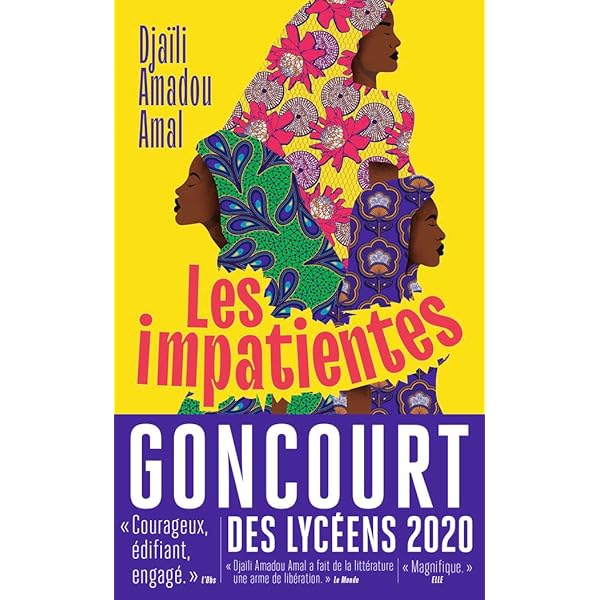 Djaïli
Amadou
Amal
Les
impatientes
GONCOURT
DES LYCÉENS 2020
« Courageux,
édifiant,
engagé. » L'Obs
« Djaïli Amadou Amal a fait de la littérature
une arme de libération. » Le Monde
« Magnifique. »
ELLE